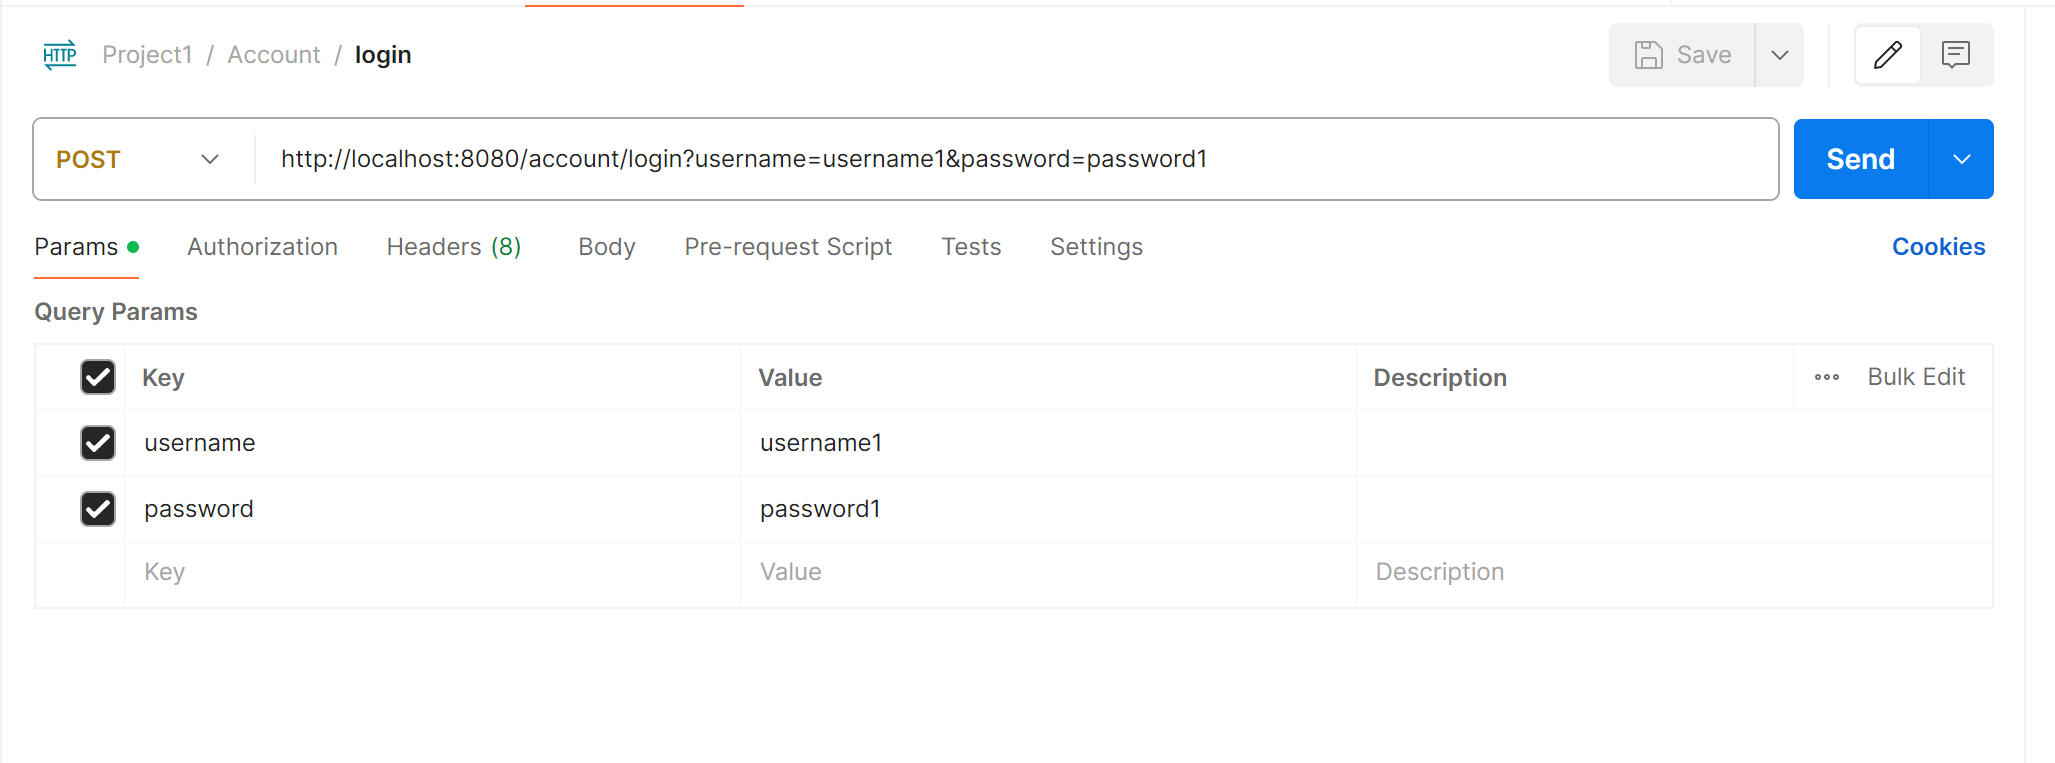 HTTP Project1 / Account / login
Save
POST http://localhost:8080/account/login?username=username1&password=password1 Send
Params Authorization Headers (8) Body Pre-request Script Tests Settings Cookies
Query Params
Key Value Description Bulk Edit
username username1
password password1
Key Value Description